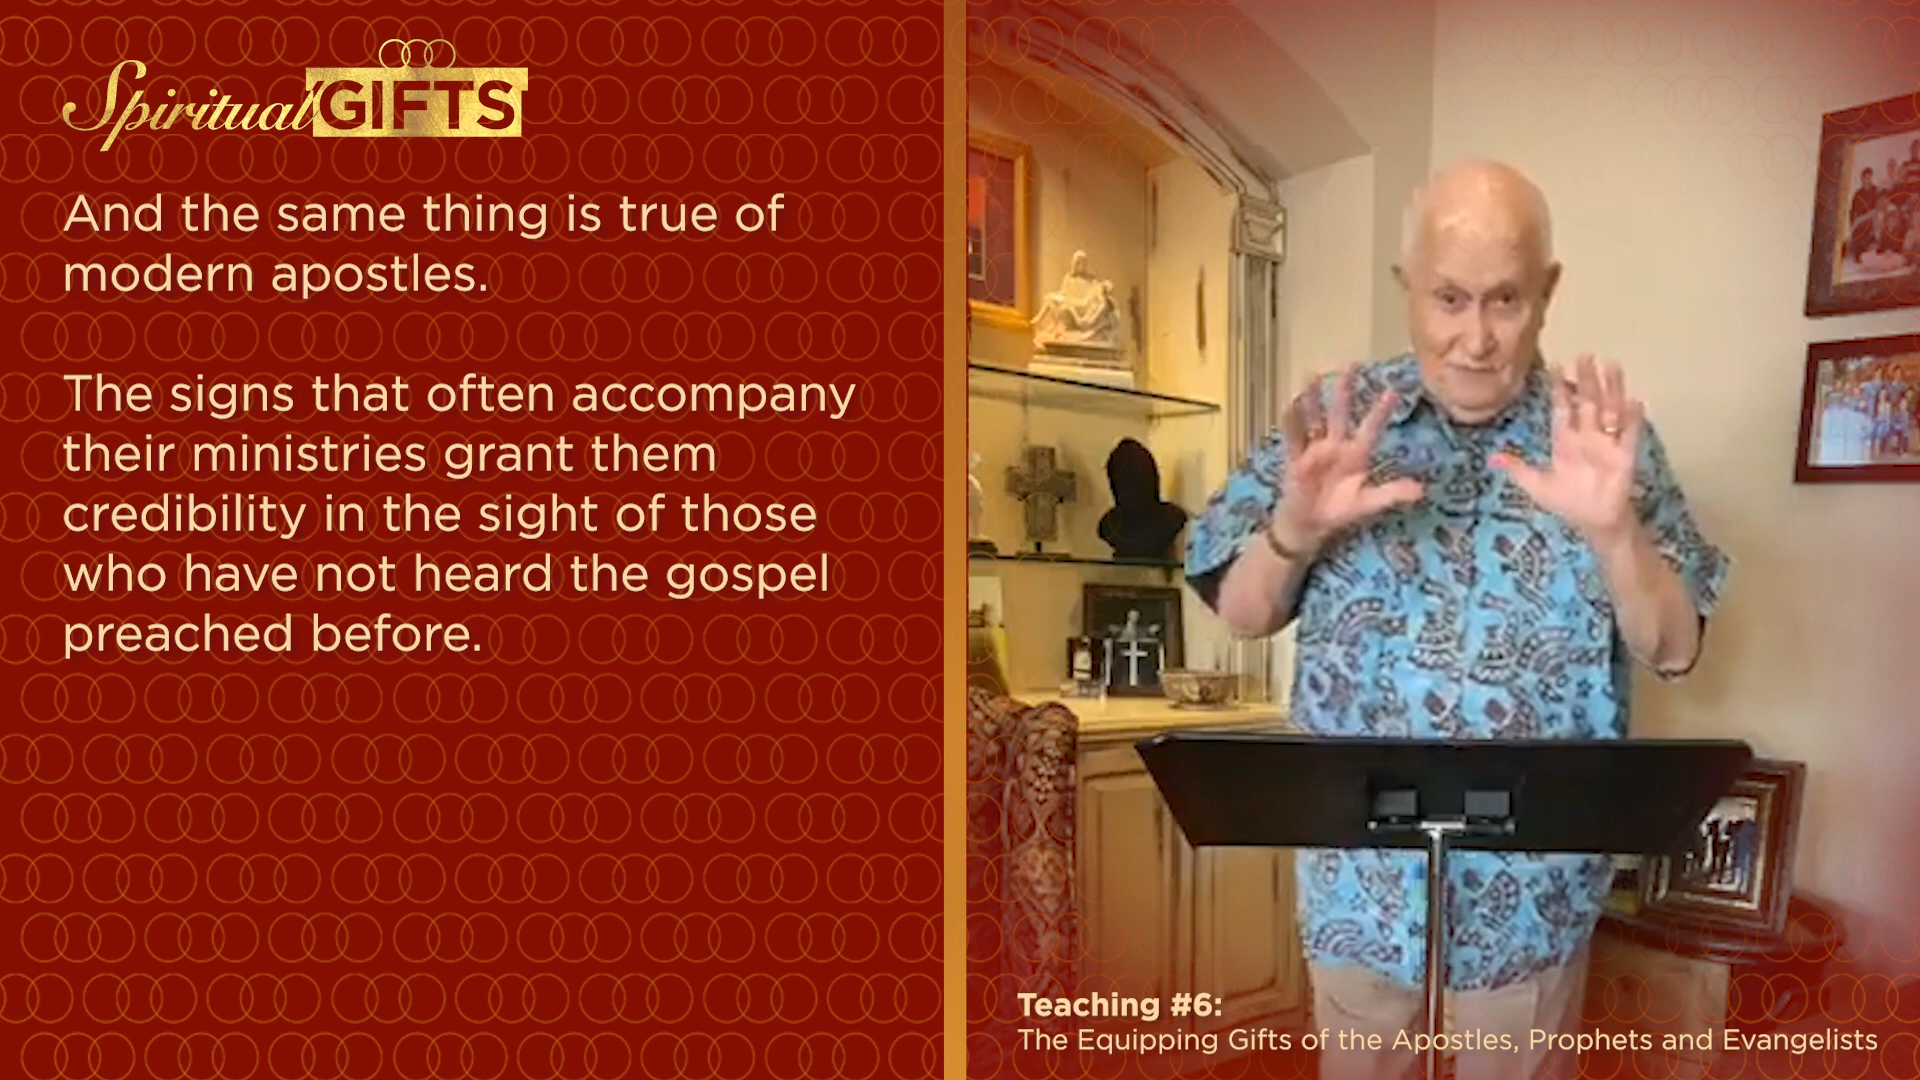 Spiritual GIFTS
And the same thing is true of
modern apostles.
The signs that often accompany
their ministries grant them
credibility in the sight of those
who have not heard the gospel
preached before.
Teaching #6:
The Equipping Gifts of the Apostles, Prophets and Evangelists